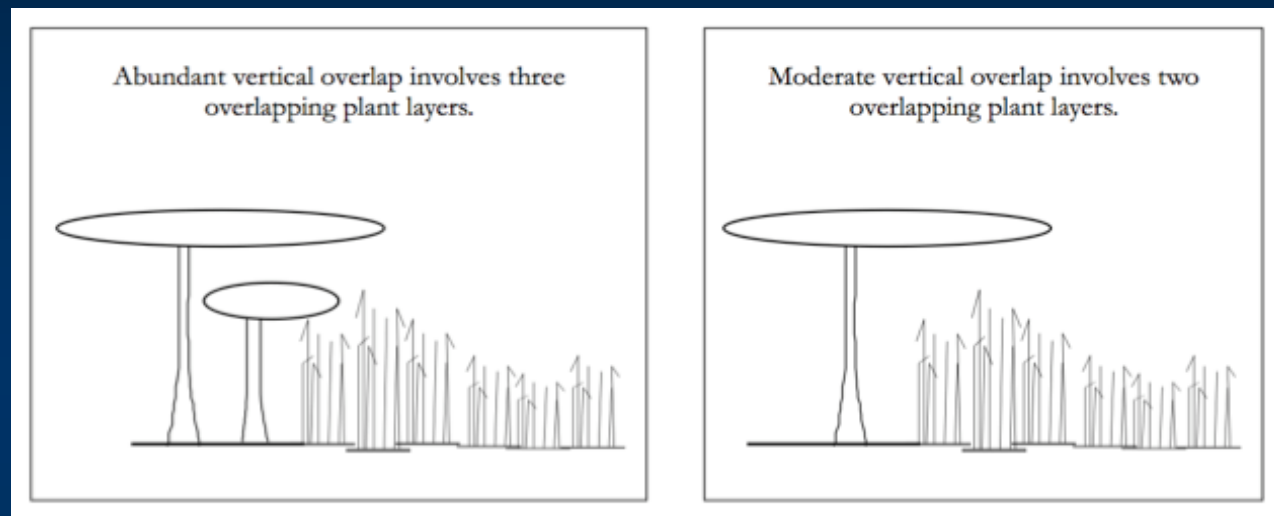 Abundant vertical overlap involves three
overlapping plant layers.
Moderate vertical overlap involves two
overlapping plant layers.